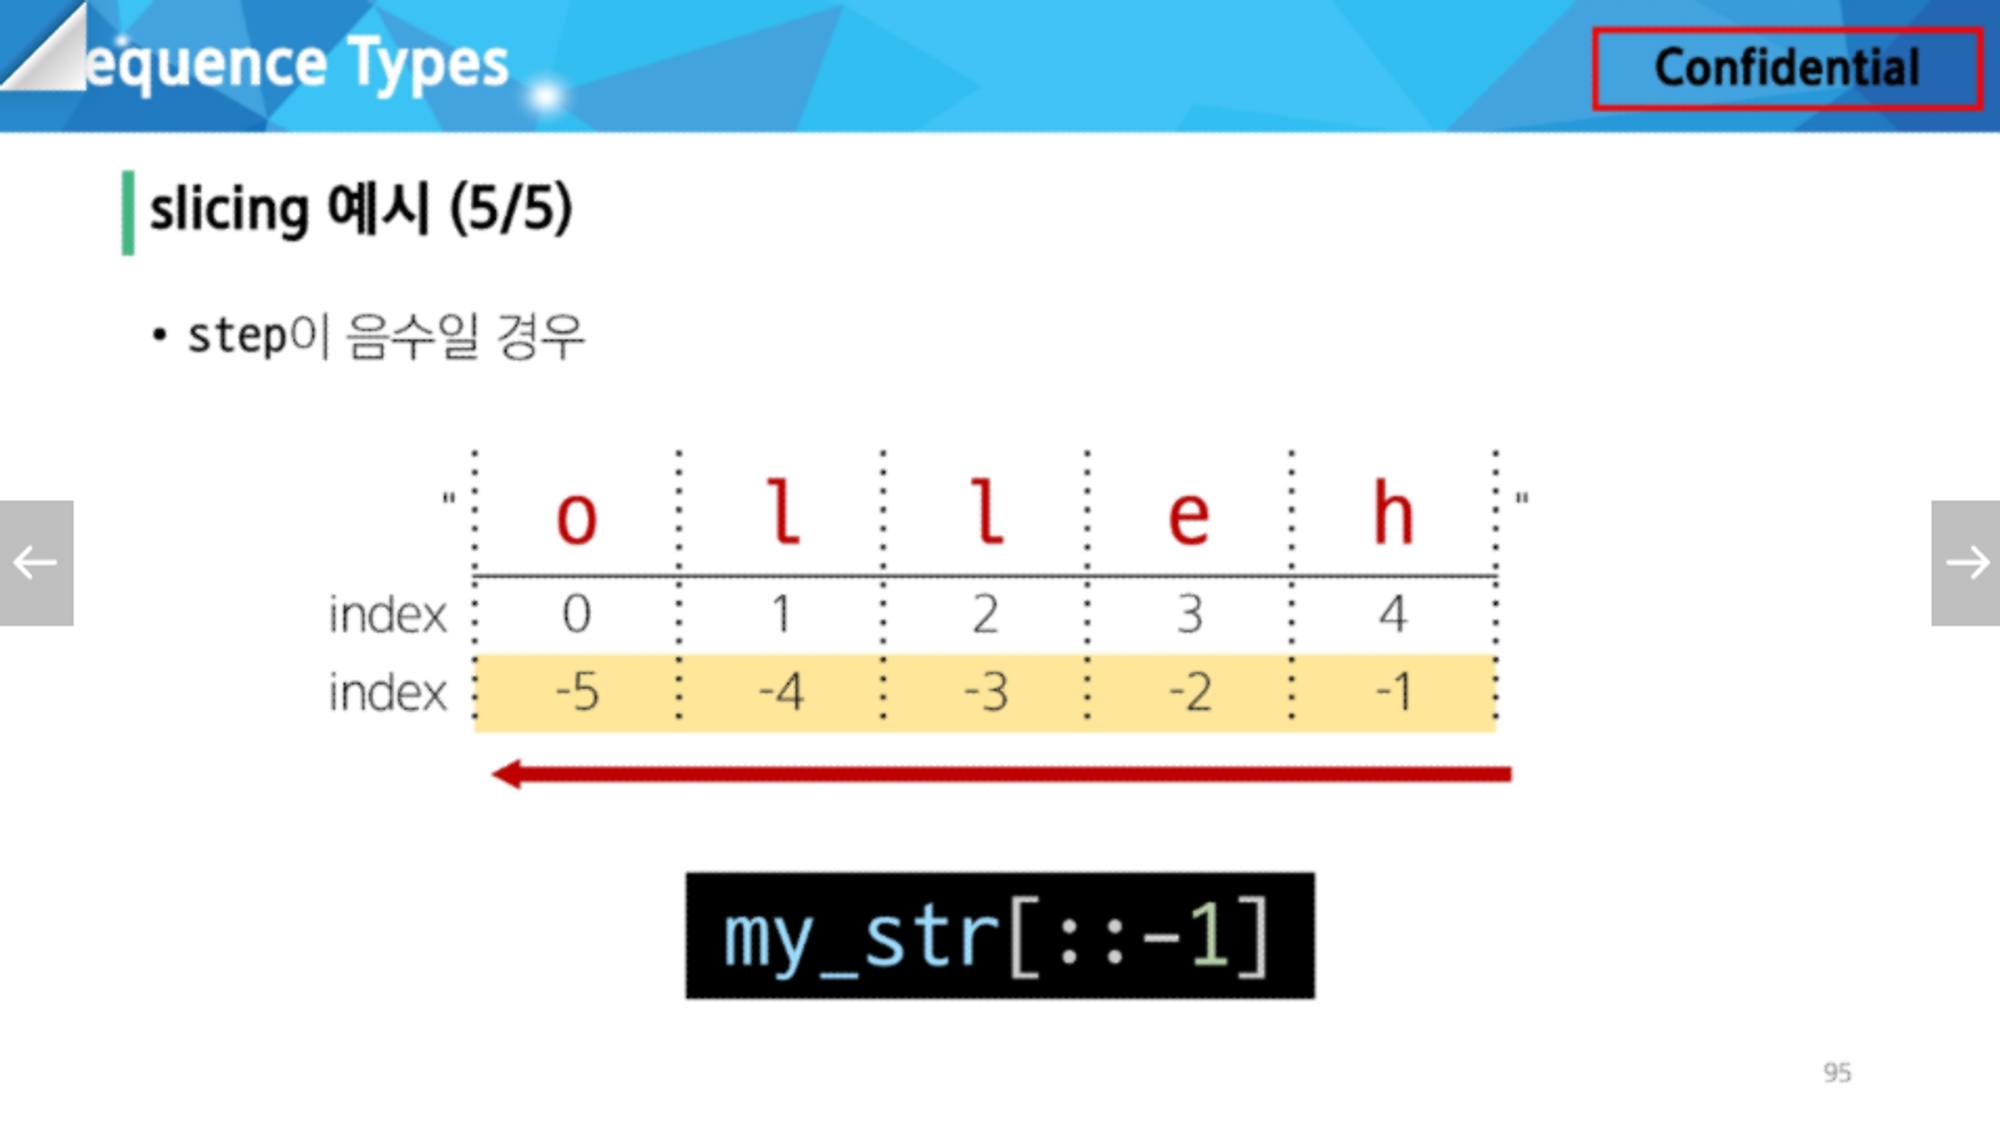 equence Types
Confidential
slicing 예시 (5/5)
• step이 음수일 경우
" o l l e h "
index 0 1 2 3 4
index -5 -4 -3 -2 -1
my_str[::-1]
95